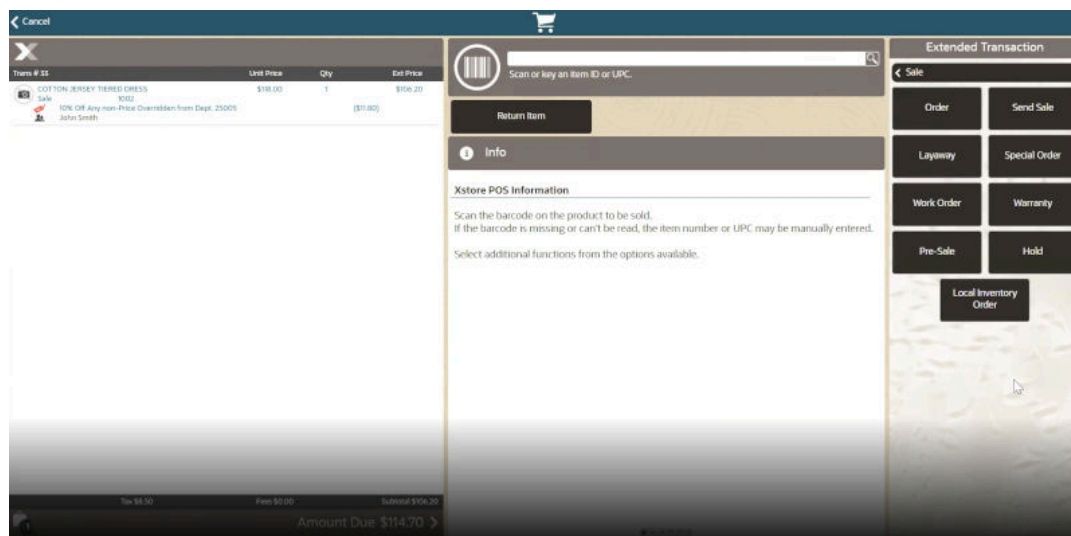 Cancel
Trans # 33 Unit Price Qty Ext Price
COTTON JERSEY TIERED DRESS $118.00 1 $106.20
Sale 1002
10% Off Any non-Price Overridden from Dept. 25005 ($11.80)
John Smith
Tax $8.50 Fees $0.00 Subtotal $106.20
1
Amount Due $114.70
Scan or key an item ID or UPC.
Return Item
Info
Xstore POS Information
Scan the barcode on the product to be sold.
If the barcode is missing or can't be read, the item number or UPC may be manually entered.
Select additional functions from the options available.
Extended Transaction
Sale
Order
Send Sale
Layaway
Special Order
Work Order
Warranty
Pre-Sale
Hold
Local Inventory
Order